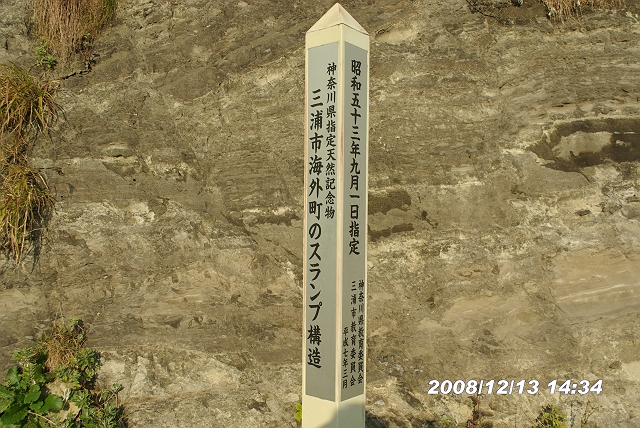 神奈川県指定天然記念物
三浦市海外町のスランプ構造
昭和五十三年九月一日指定
神奈川県教育委員会
三浦市教育委員会
平成七年三月
2008/12/13 14:34